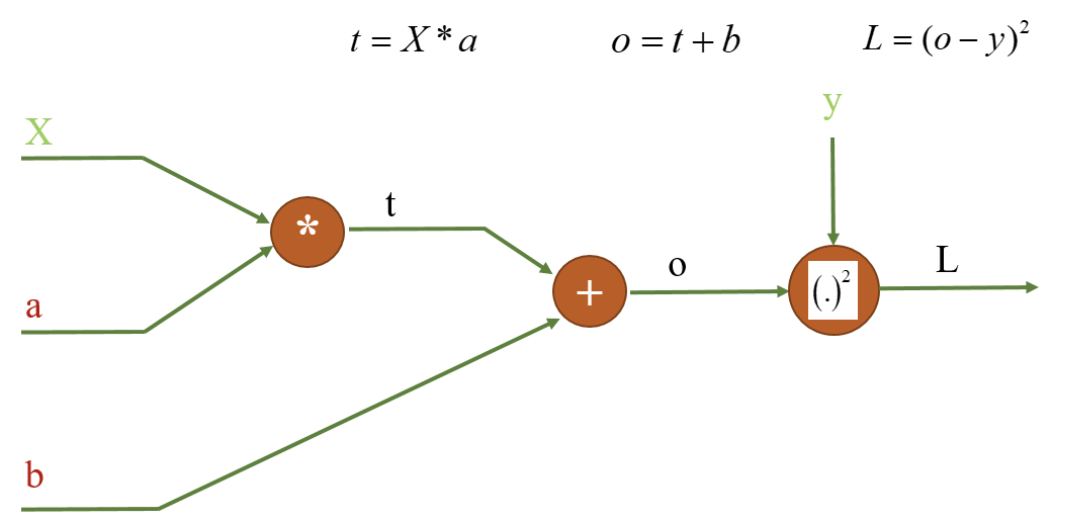 t = X * a    o = t + b    L = (o − y)²
y
X
*
t
a
+
o
(.)²
L
b